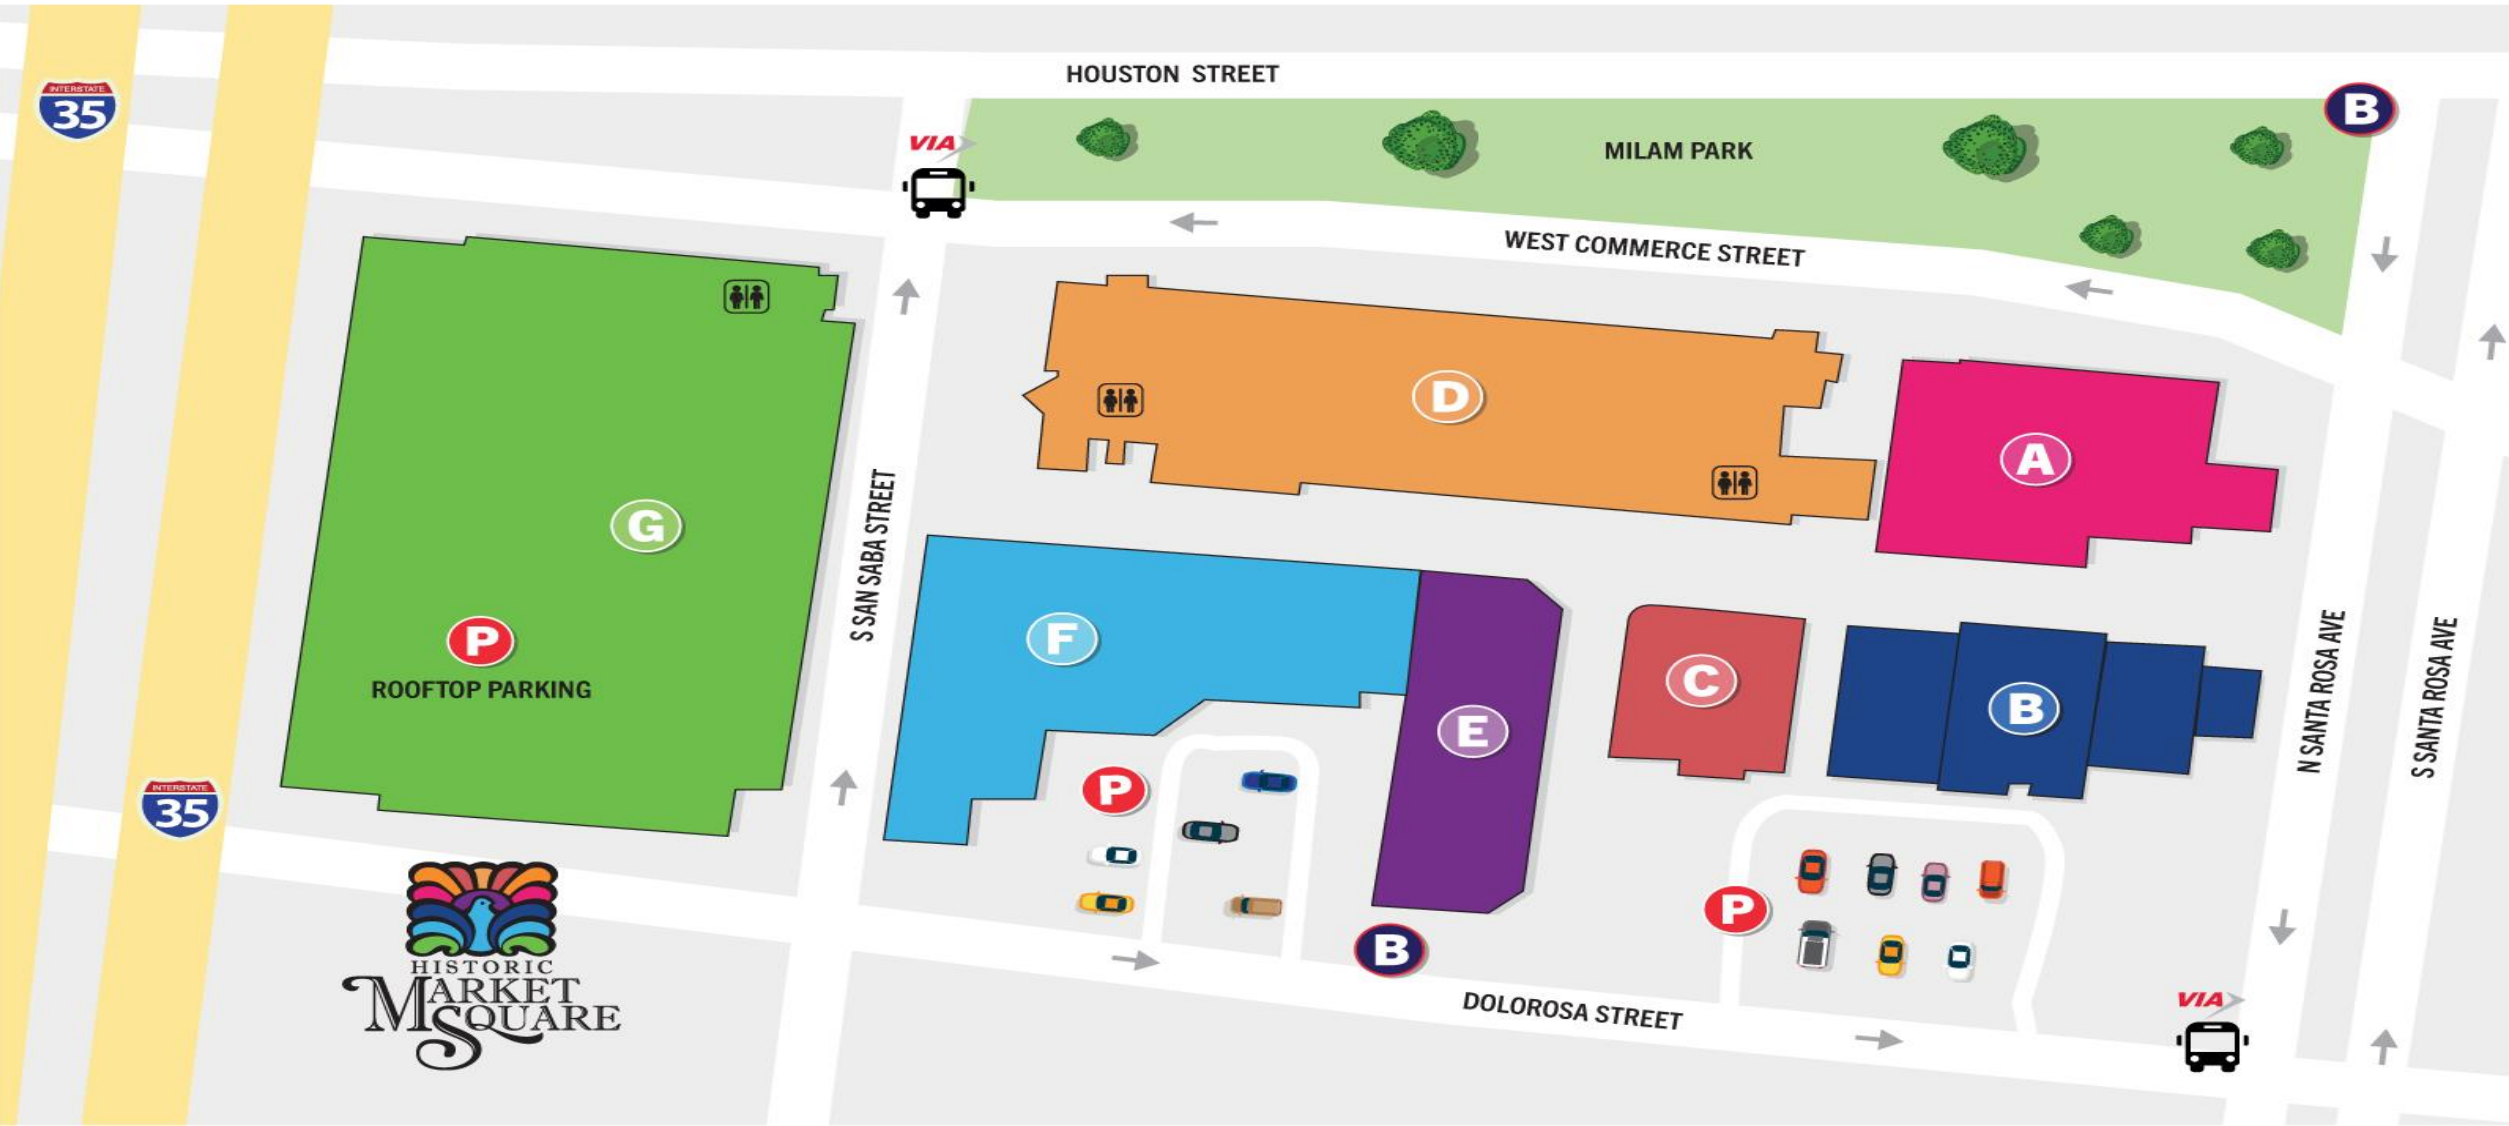 HOUSTON STREET
INTERSTATE
35
B
VIA
MILAM PARK
WEST COMMERCE STREET
D
A
G
S SAN SABA STREET
F
P
ROOFTOP PARKING
C
E
B
N SANTA ROSA AVE
S SANTA ROSA AVE
INTERSTATE
35
P
P
B
HISTORIC
MARKET
SQUARE
DOLOROSA STREET
VIA